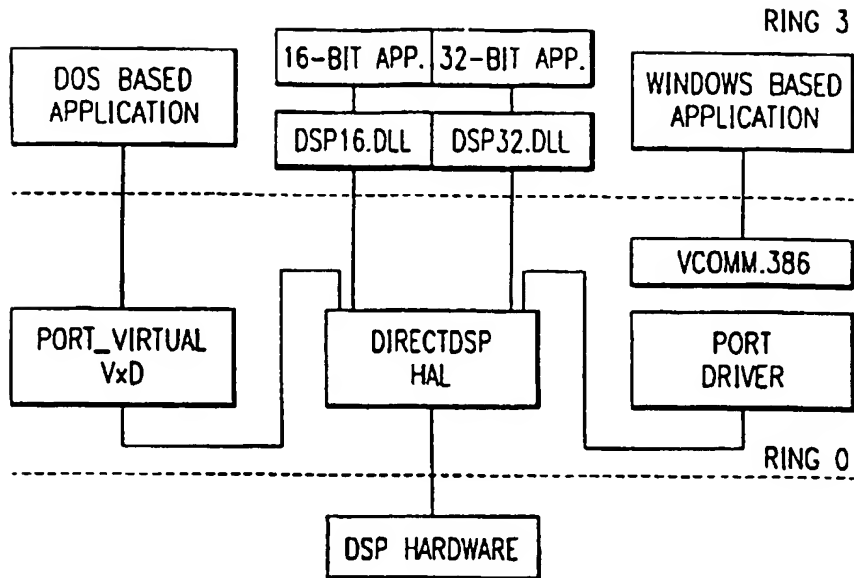 RING 3
DOS BASED
APPLICATION
16-BIT APP.
32-BIT APP.
DSP16.DLL
DSP32.DLL
WINDOWS BASED
APPLICATION
VCOMM.386
PORT_VIRTUAL
VxD
DIRECTDSP
HAL
PORT
DRIVER
RING 0
DSP HARDWARE